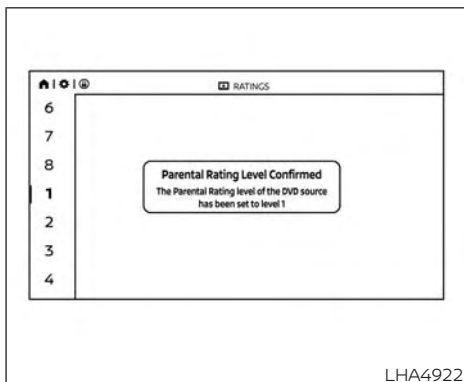 RATINGS
6
7
8
1
2
3
4
Parental Rating Level Confirmed
The Parental Rating level of the DVD source
has been set to level 1
LHA4922